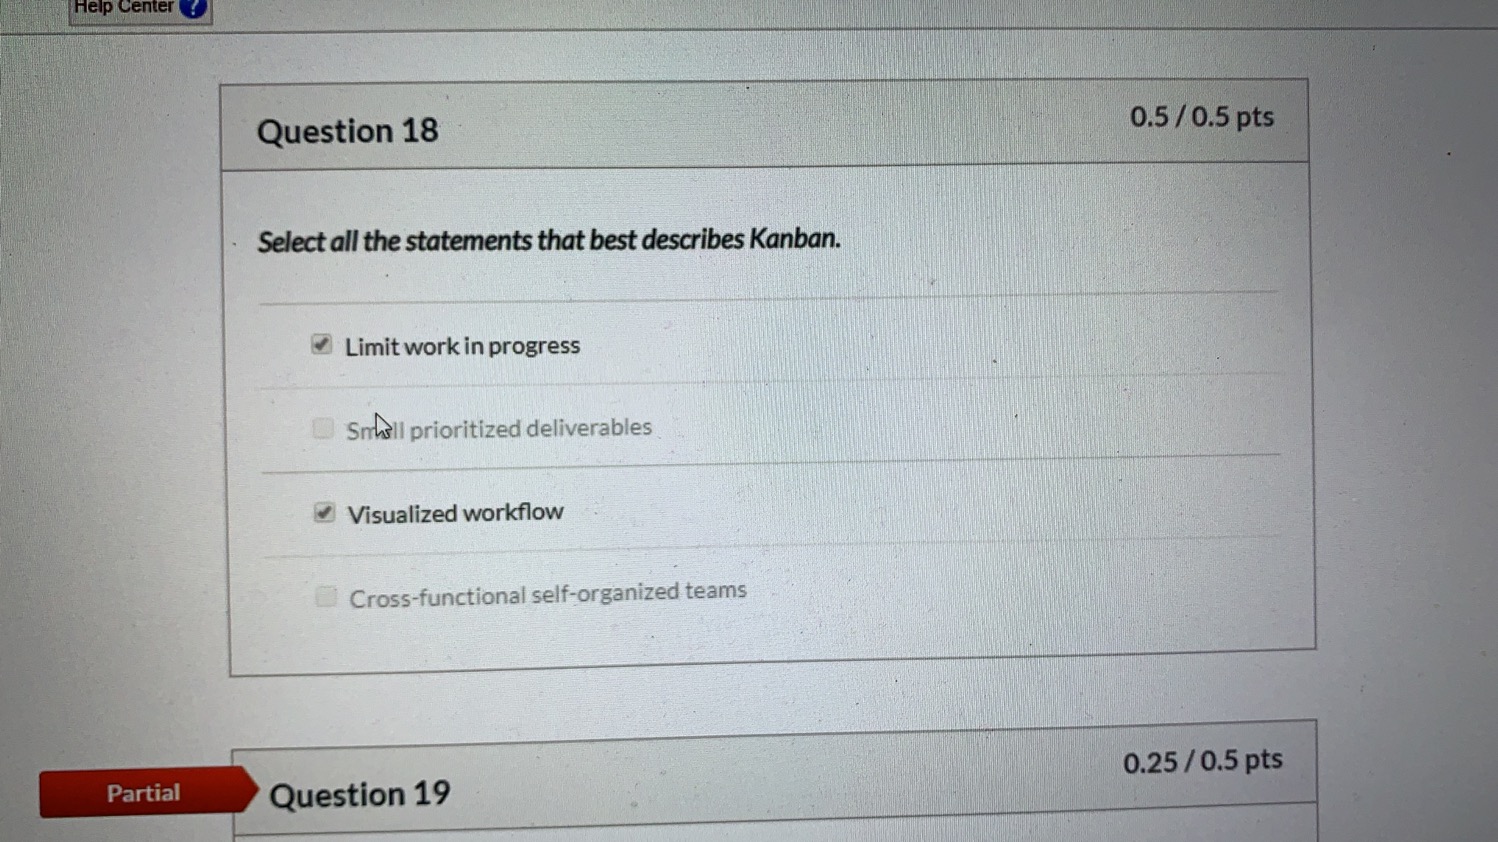 Help Center ?
Question 18
0.5 / 0.5 pts
Select all the statements that best describes Kanban.
Limit work in progress
Small prioritized deliverables
Visualized workflow
Cross-functional self-organized teams
Partial
Question 19
0.25 / 0.5 pts